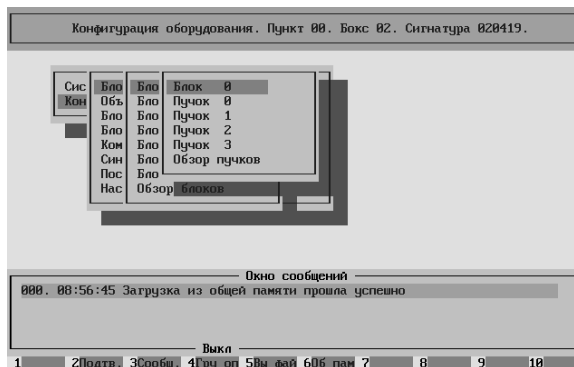 Конфигурация оборудования. Пункт 00. Бокс 02. Сигнатура 020419.
Сис Бло Бло Блок 0
Кон Объ Бло Пучок 0
Бло Бло Пучок 1
Бло Бло Пучок 2
Ком Бло Пучок 3
Син Бло Обзор пучков
Пос Бло
Нас Обзор блоков
Окно сообщений
000. 08:56:45 Загрузка из общей памяти прошла успешно
Выкл
1 2Подтв. 3Сообщ. 4Гру оп 5Вы фай 6Об пам 7 8 9 10